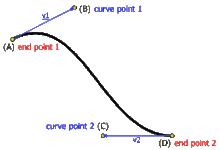 v1
(B) curve point 1
(A) end point 1
curve point 2 (C)
v2
(D) end point 2